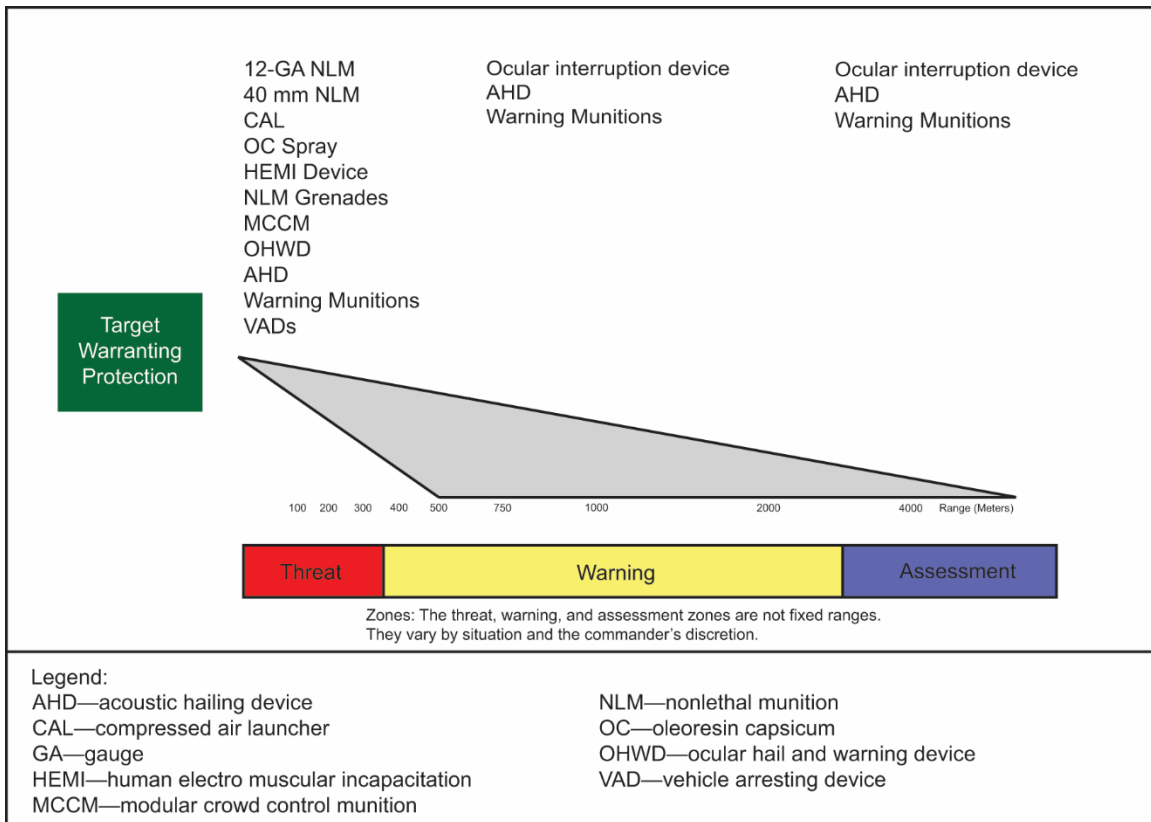 12-GA NLM
40 mm NLM
CAL
OC Spray
HEMI Device
NLM Grenades
MCCM
OHWD
AHD
Warning Munitions
VADs
Ocular interruption device
AHD
Warning Munitions
Ocular interruption device
AHD
Warning Munitions
Target
Warranting
Protection
100 200 300 400 500 750 1000 2000 4000 Range (Meters)
Threat
Warning
Assessment
Zones: The threat, warning, and assessment zones are not fixed ranges.
They vary by situation and the commander's discretion.
Legend:
AHD—acoustic hailing device
CAL—compressed air launcher
GA—gauge
HEMI—human electro muscular incapacitation
MCCM—modular crowd control munition
NLM—nonlethal munition
OC—oleoresin capsicum
OHWD—ocular hail and warning device
VAD—vehicle arresting device